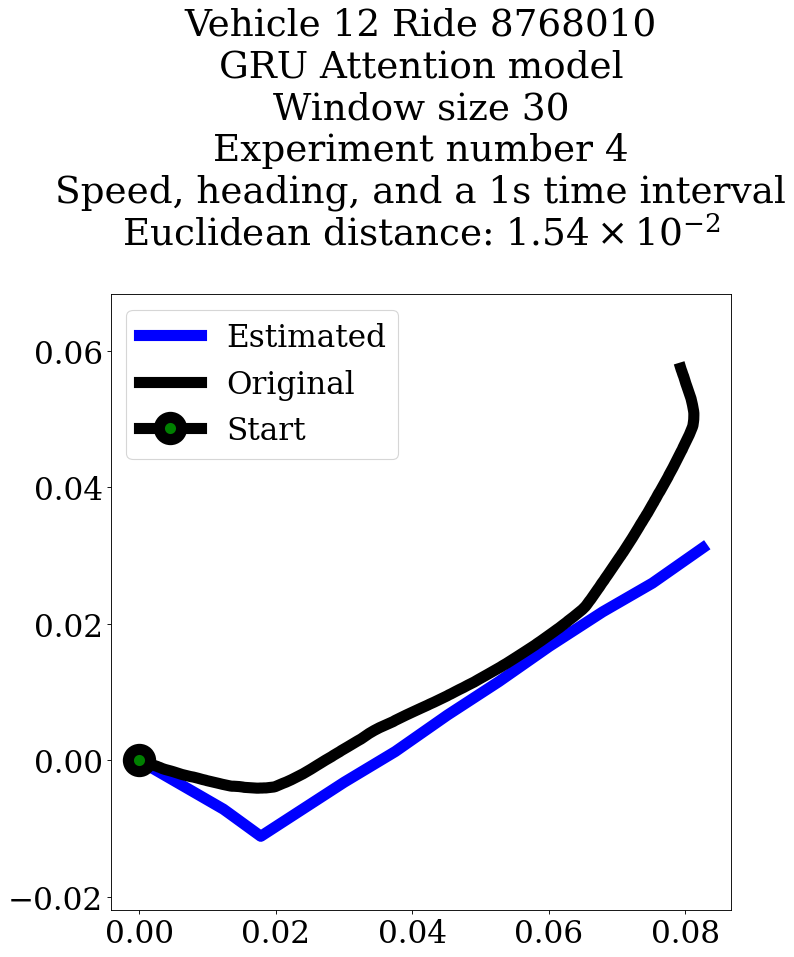 Vehicle 12 Ride 8768010
GRU Attention model
Window size 30
Experiment number 4
Speed, heading, and a 1s time interval
Euclidean distance: 1.54 × 10⁻²
Estimated
Original
Start
0.06
0.04
0.02
0.00
−0.02
0.00 0.02 0.04 0.06 0.08